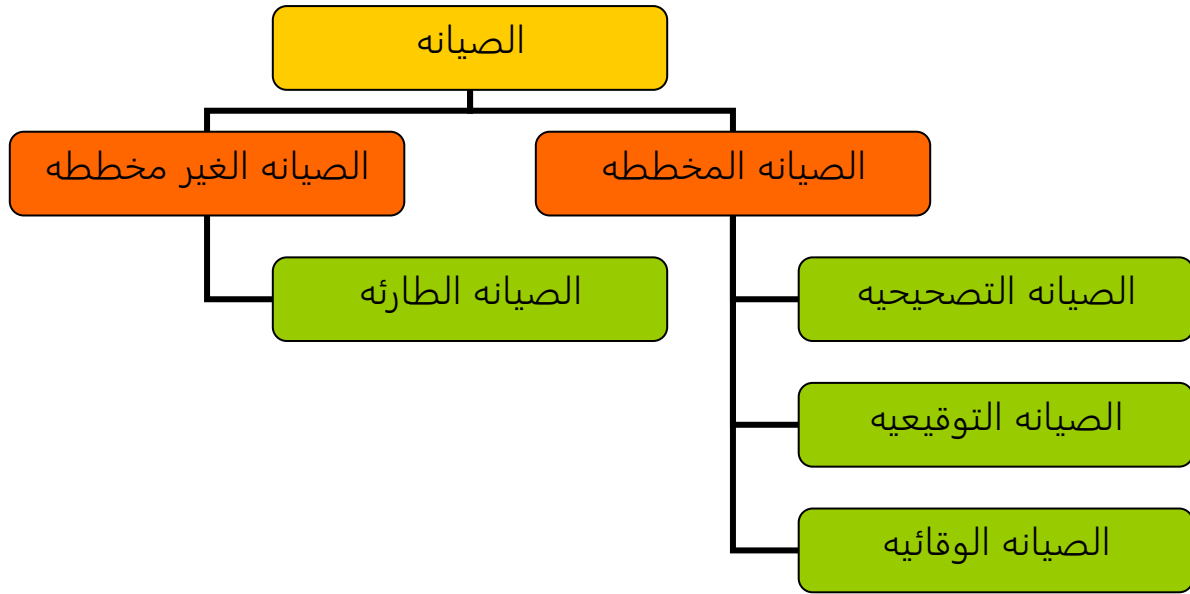 الصيانه
الصيانه المخططه
الصيانه الغير مخططه
الصيانه التصحيحيه
الصيانه الطارئه
الصيانه التوقيعيه
الصيانه الوقائيه